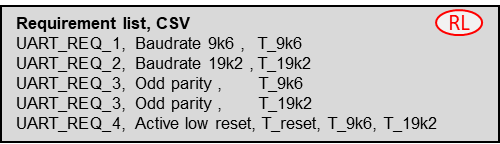 Requirement list, CSV
RL
UART_REQ_1, Baudrate 9k6 , T_9k6
UART_REQ_2, Baudrate 19k2 , T_19k2
UART_REQ_3, Odd parity , T_9k6
UART_REQ_3, Odd parity , T_19k2
UART_REQ_4, Active low reset, T_reset, T_9k6, T_19k2